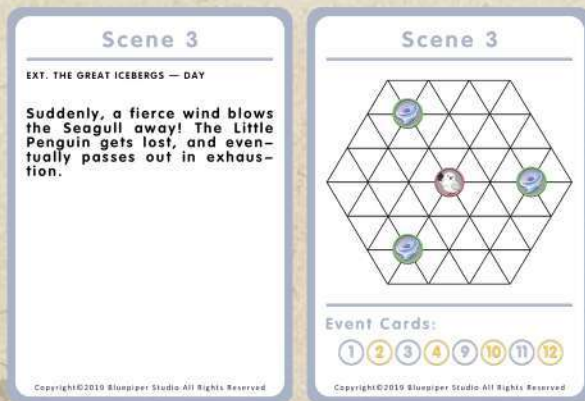 Scene 3
EXT. THE GREAT ICEBERGS — DAY
Suddenly, a fierce wind blows
the Seagull away! The Little
Penguin gets lost, and even-
tually passes out in exhaus-
tion.
Copyright©2019 Bluepiper Studio All Rights Reserved
Scene 3
Event Cards:
1 2 3 4 9 10 11 12
Copyright©2019 Bluepiper Studio All Rights Reserved